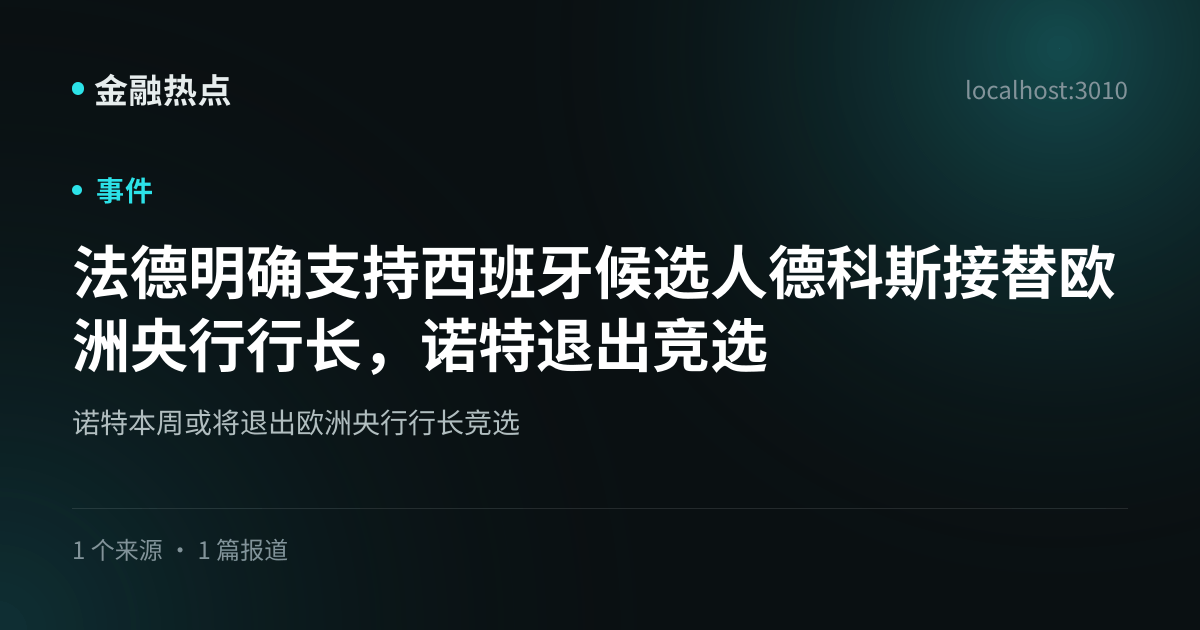 金融热点
localhost:3010
事件
法德明确支持西班牙候选人德科斯接替欧
洲央行行长，诺特退出竞选
诺特本周或将退出欧洲央行行长竞选
1 个来源 · 1 篇报道